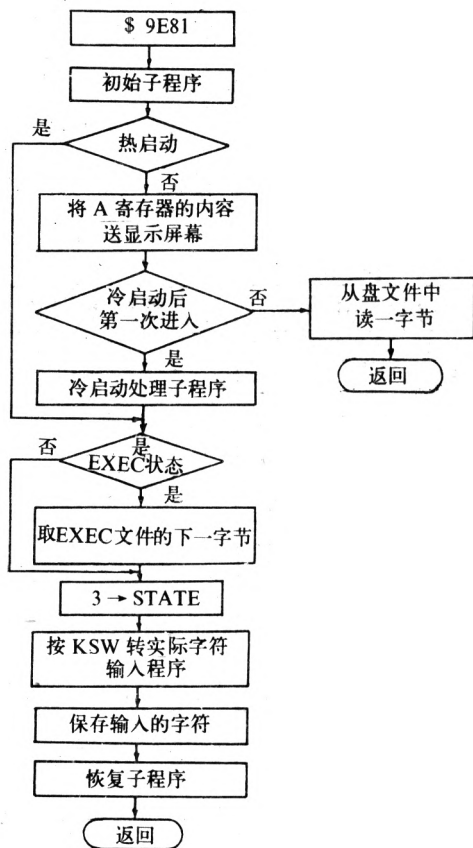 $ 9E81
初始子程序
是
热启动
否
将 A 寄存器的内容
送显示屏幕
冷启动后
第一次进入
否
从盘文件中
读一字节
返回
是
冷启动处理子程序
否
是
EXEC状态
是
取EXEC文件的下一字节
3 → STATE
按 KSW 转实际字符
输入程序
保存输入的字符
恢复子程序
返回